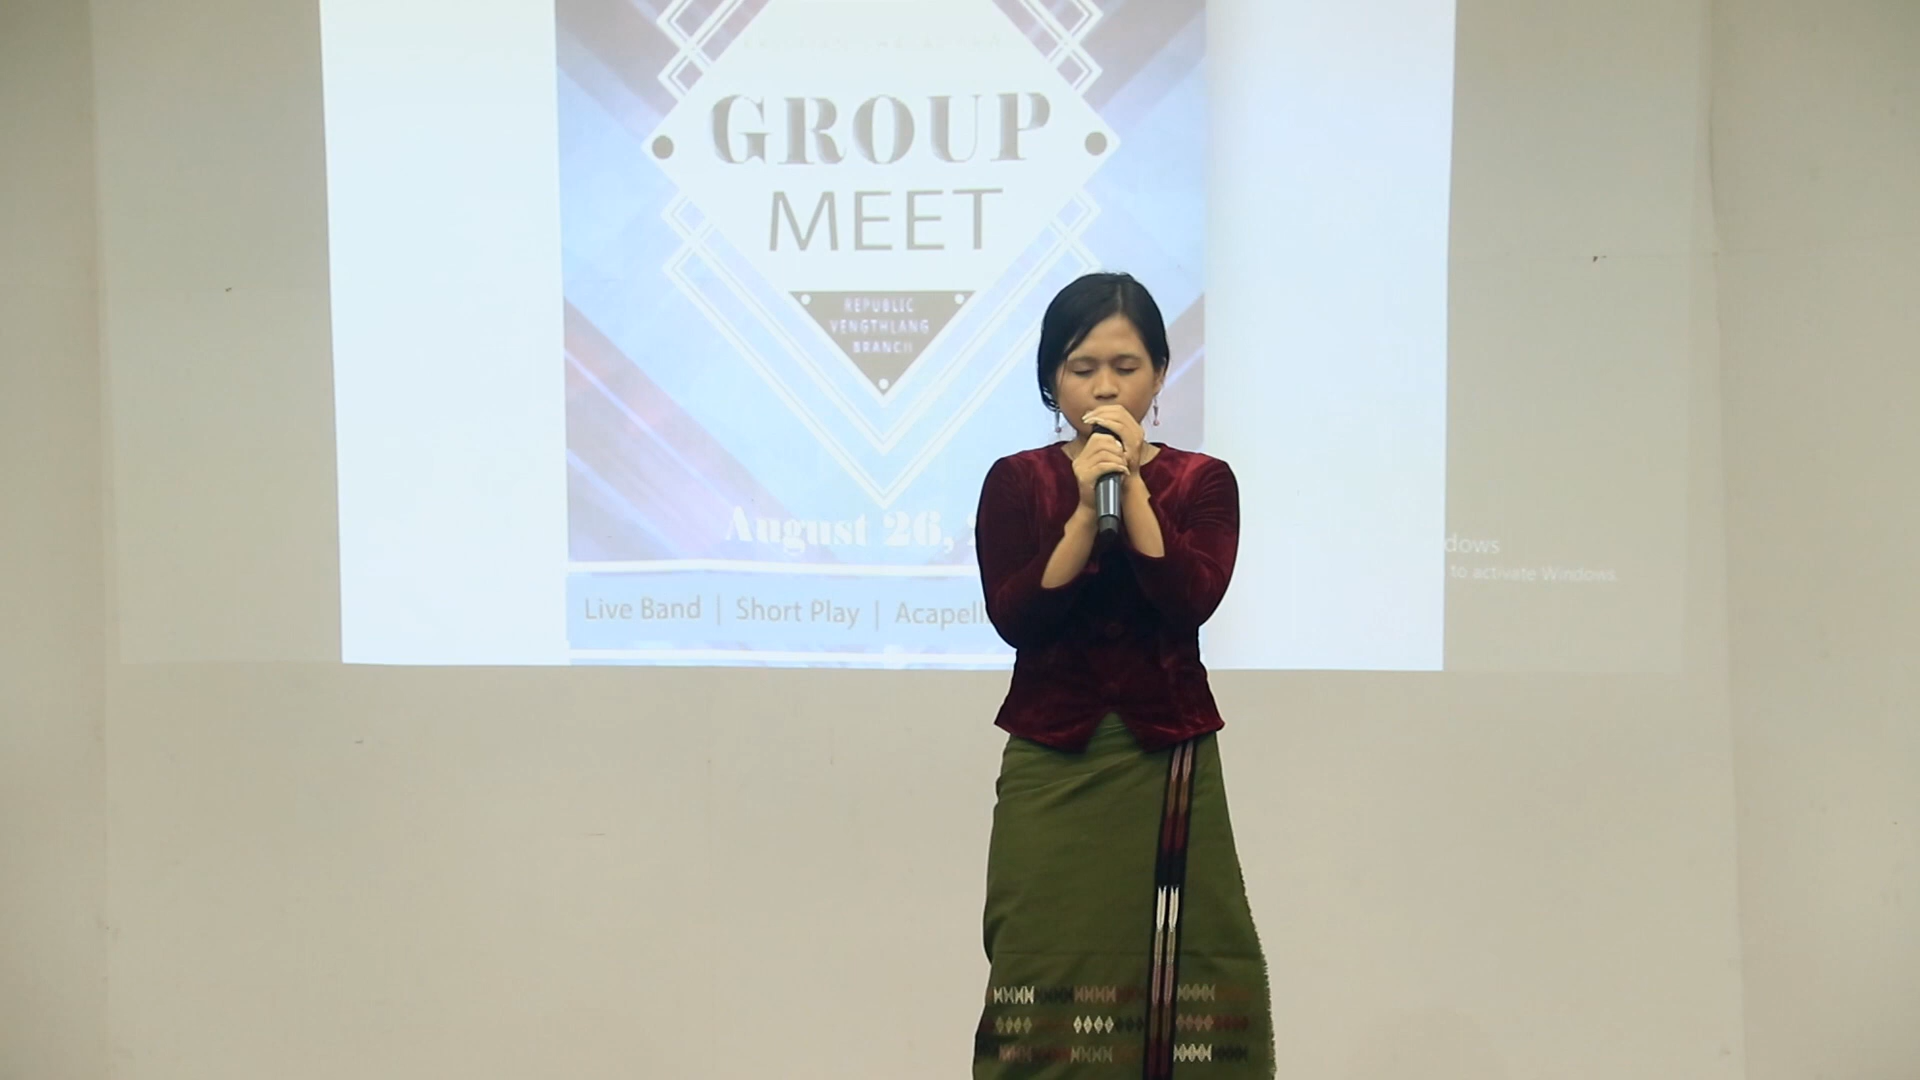 GROUP
MEET
REPUBLIC
VENGTHLANG
BRANCH
August 26,
Live Band | Short Play | Acapell
dows
to activate Windows.